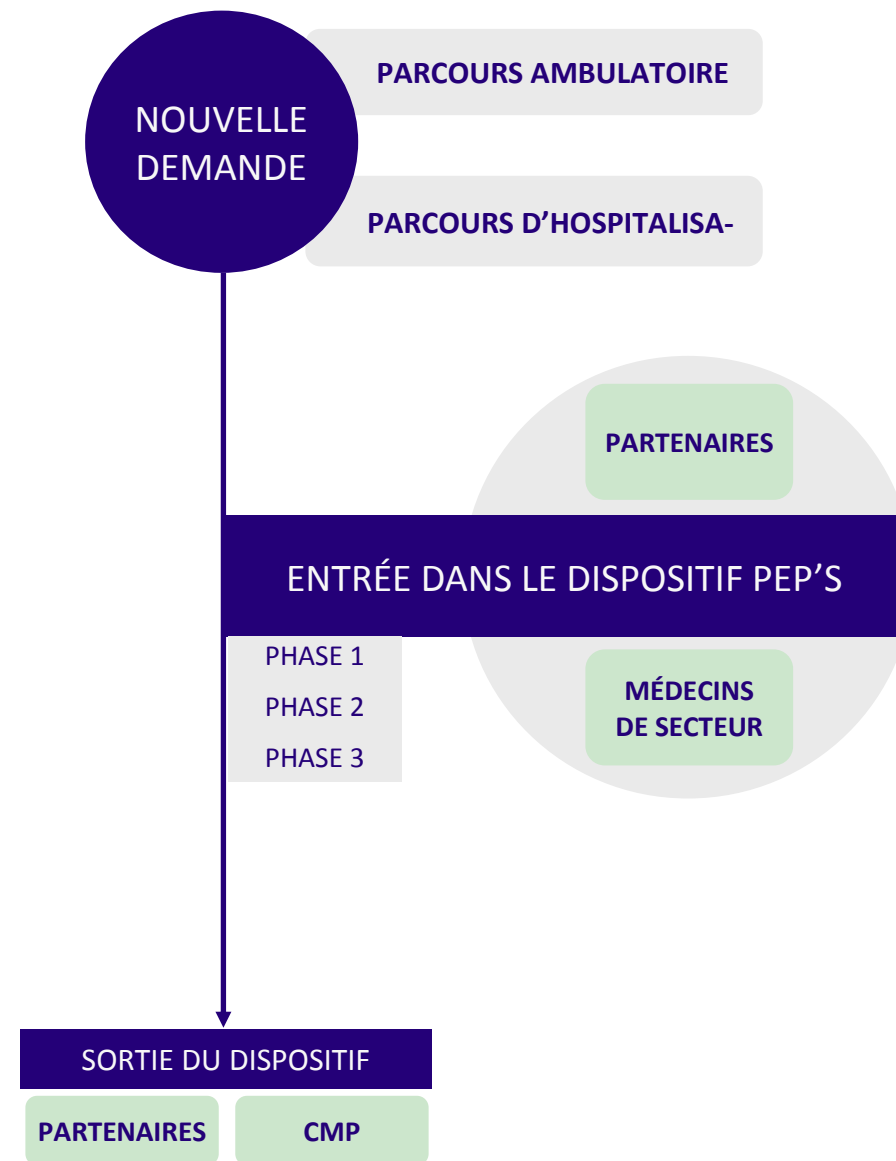 NOUVELLE
DEMANDE
PARCOURS AMBULATOIRE
PARCOURS D’HOSPITALISA-
PARTENAIRES
ENTRÉE DANS LE DISPOSITIF PEP’S
PHASE 1
PHASE 2
PHASE 3
MÉDECINS
DE SECTEUR
SORTIE DU DISPOSITIF
PARTENAIRES
CMP